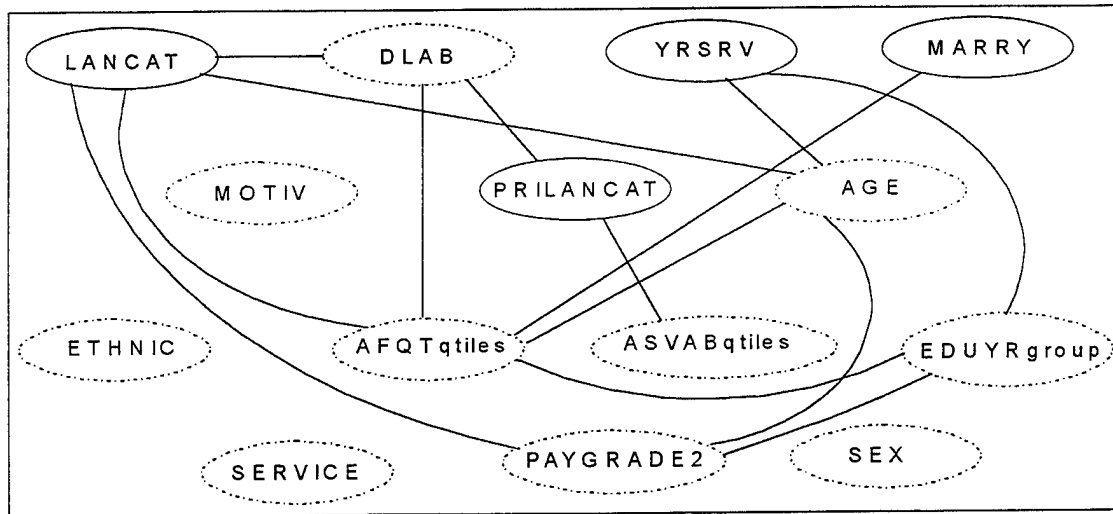 LANCAT
DLAB
YRSRV
MARRY
MOTIV
PRILANCAT
AGE
ETHNIC
AFQTqtiles
ASVABqtiles
EDUYRgroup
SERVICE
PAYGRADE2
SEX